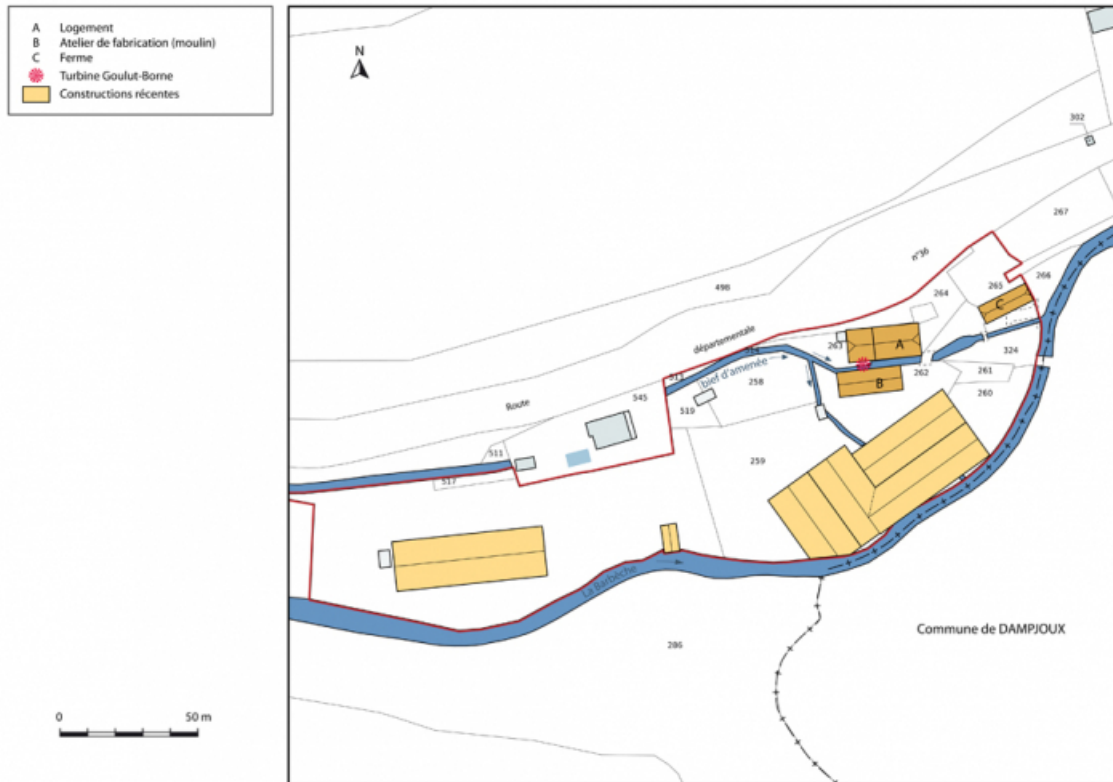 A Logement
B Atelier de fabrication (moulin)
C Ferme
Turbine Goulut-Borne
Constructions récentes
N
302
267
n°36
266
498
264
265
C
départementale
263
A
324
bief d'amenée
262
261
258
B
260
Route
545
519
511
259
517
La Barbèche
Commune de DAMPJOUX
286
0 50 m